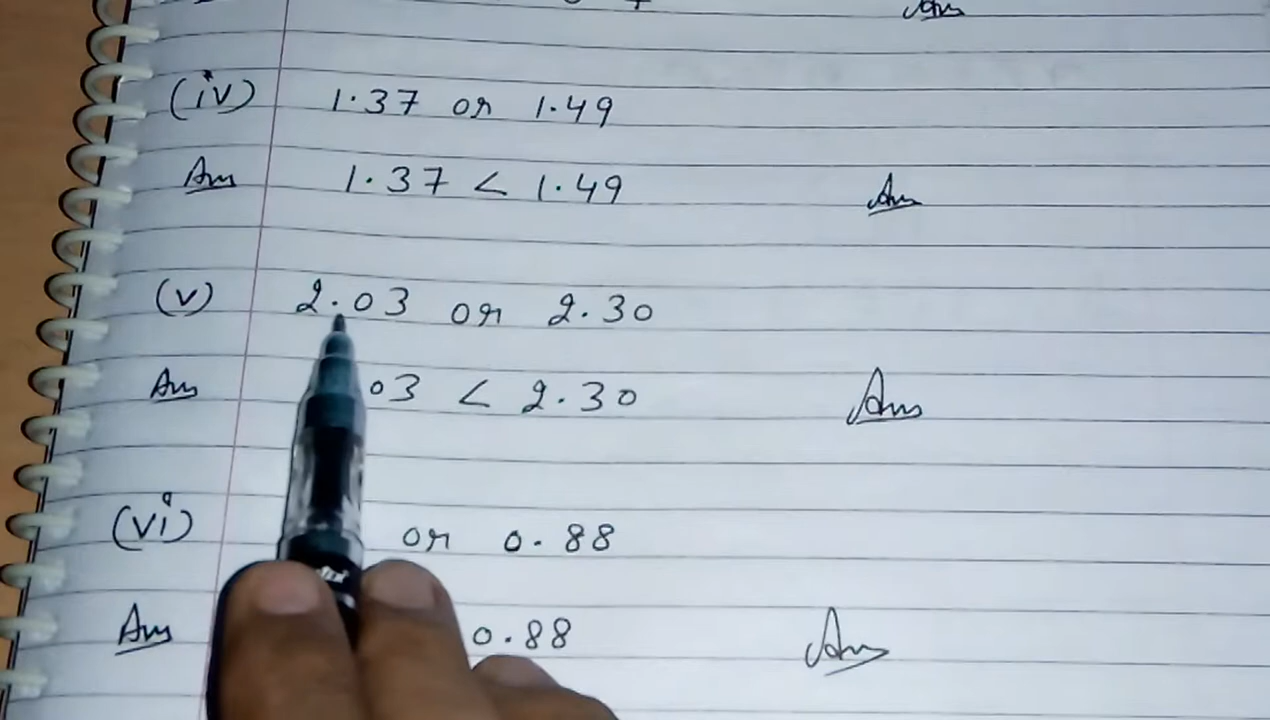 Ans
(iv) 1.37 or 1.49
Ans 1.37 < 1.49 Ans
(v) 2.03 or 2.30
Ans 03 < 2.30 Ans
(vi) or 0.88
Ans 0.88 Ans